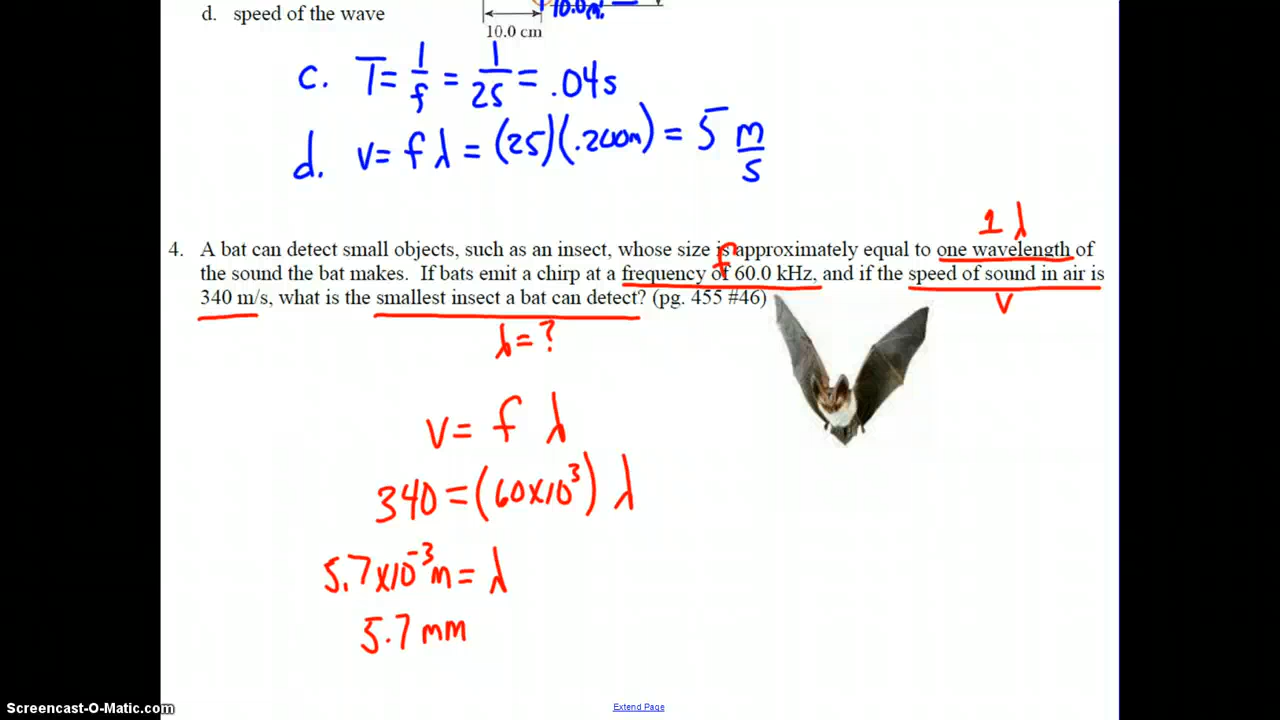 d. speed of the wave
10.0 m
10.0 cm
c. T = 1/f = 1/25 = .04s
d. v = f λ = (25)(.200m) = 5 m/s
1 λ
f
4. A bat can detect small objects, such as an insect, whose size is approximately equal to one wavelength of
the sound the bat makes. If bats emit a chirp at a frequency of 60.0 kHz, and if the speed of sound in air is
340 m/s, what is the smallest insect a bat can detect? (pg. 455 #46)
v
λ = ?
v = f λ
340 = (60x10³) λ
5.7x10⁻³m = λ
5.7 mm
Screencast-O-Matic.com
Extend Page